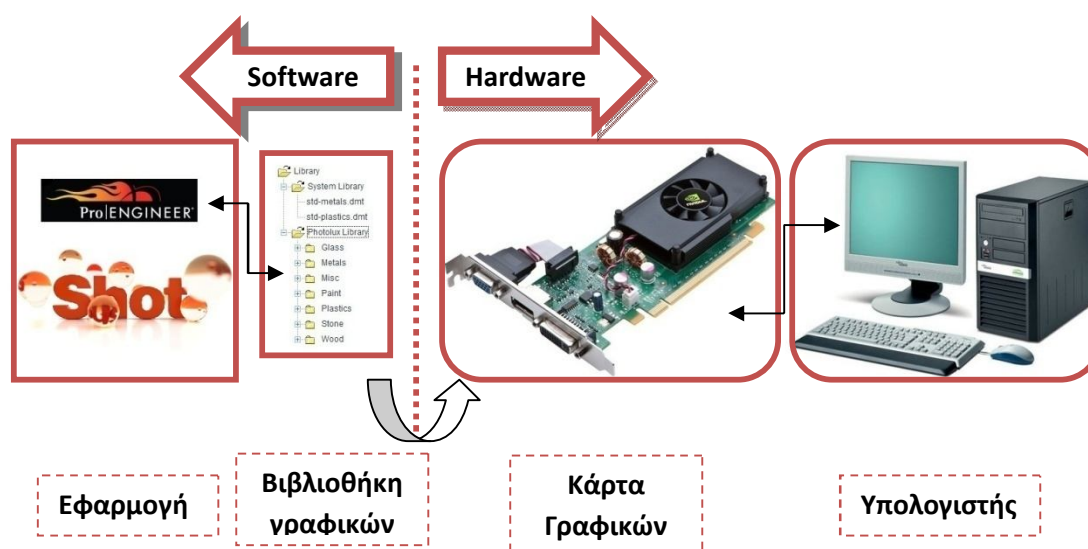 Software
Hardware
Pro|ENGINEER
Shot
Library
System Library
std-metals.dmt
std-plastics.dmt
Photolux Library
Glass
Metals
Misc
Paint
Plastics
Stone
Wood
Εφαρμογή
Βιβλιοθήκη
γραφικών
Κάρτα
Γραφικών
Υπολογιστής